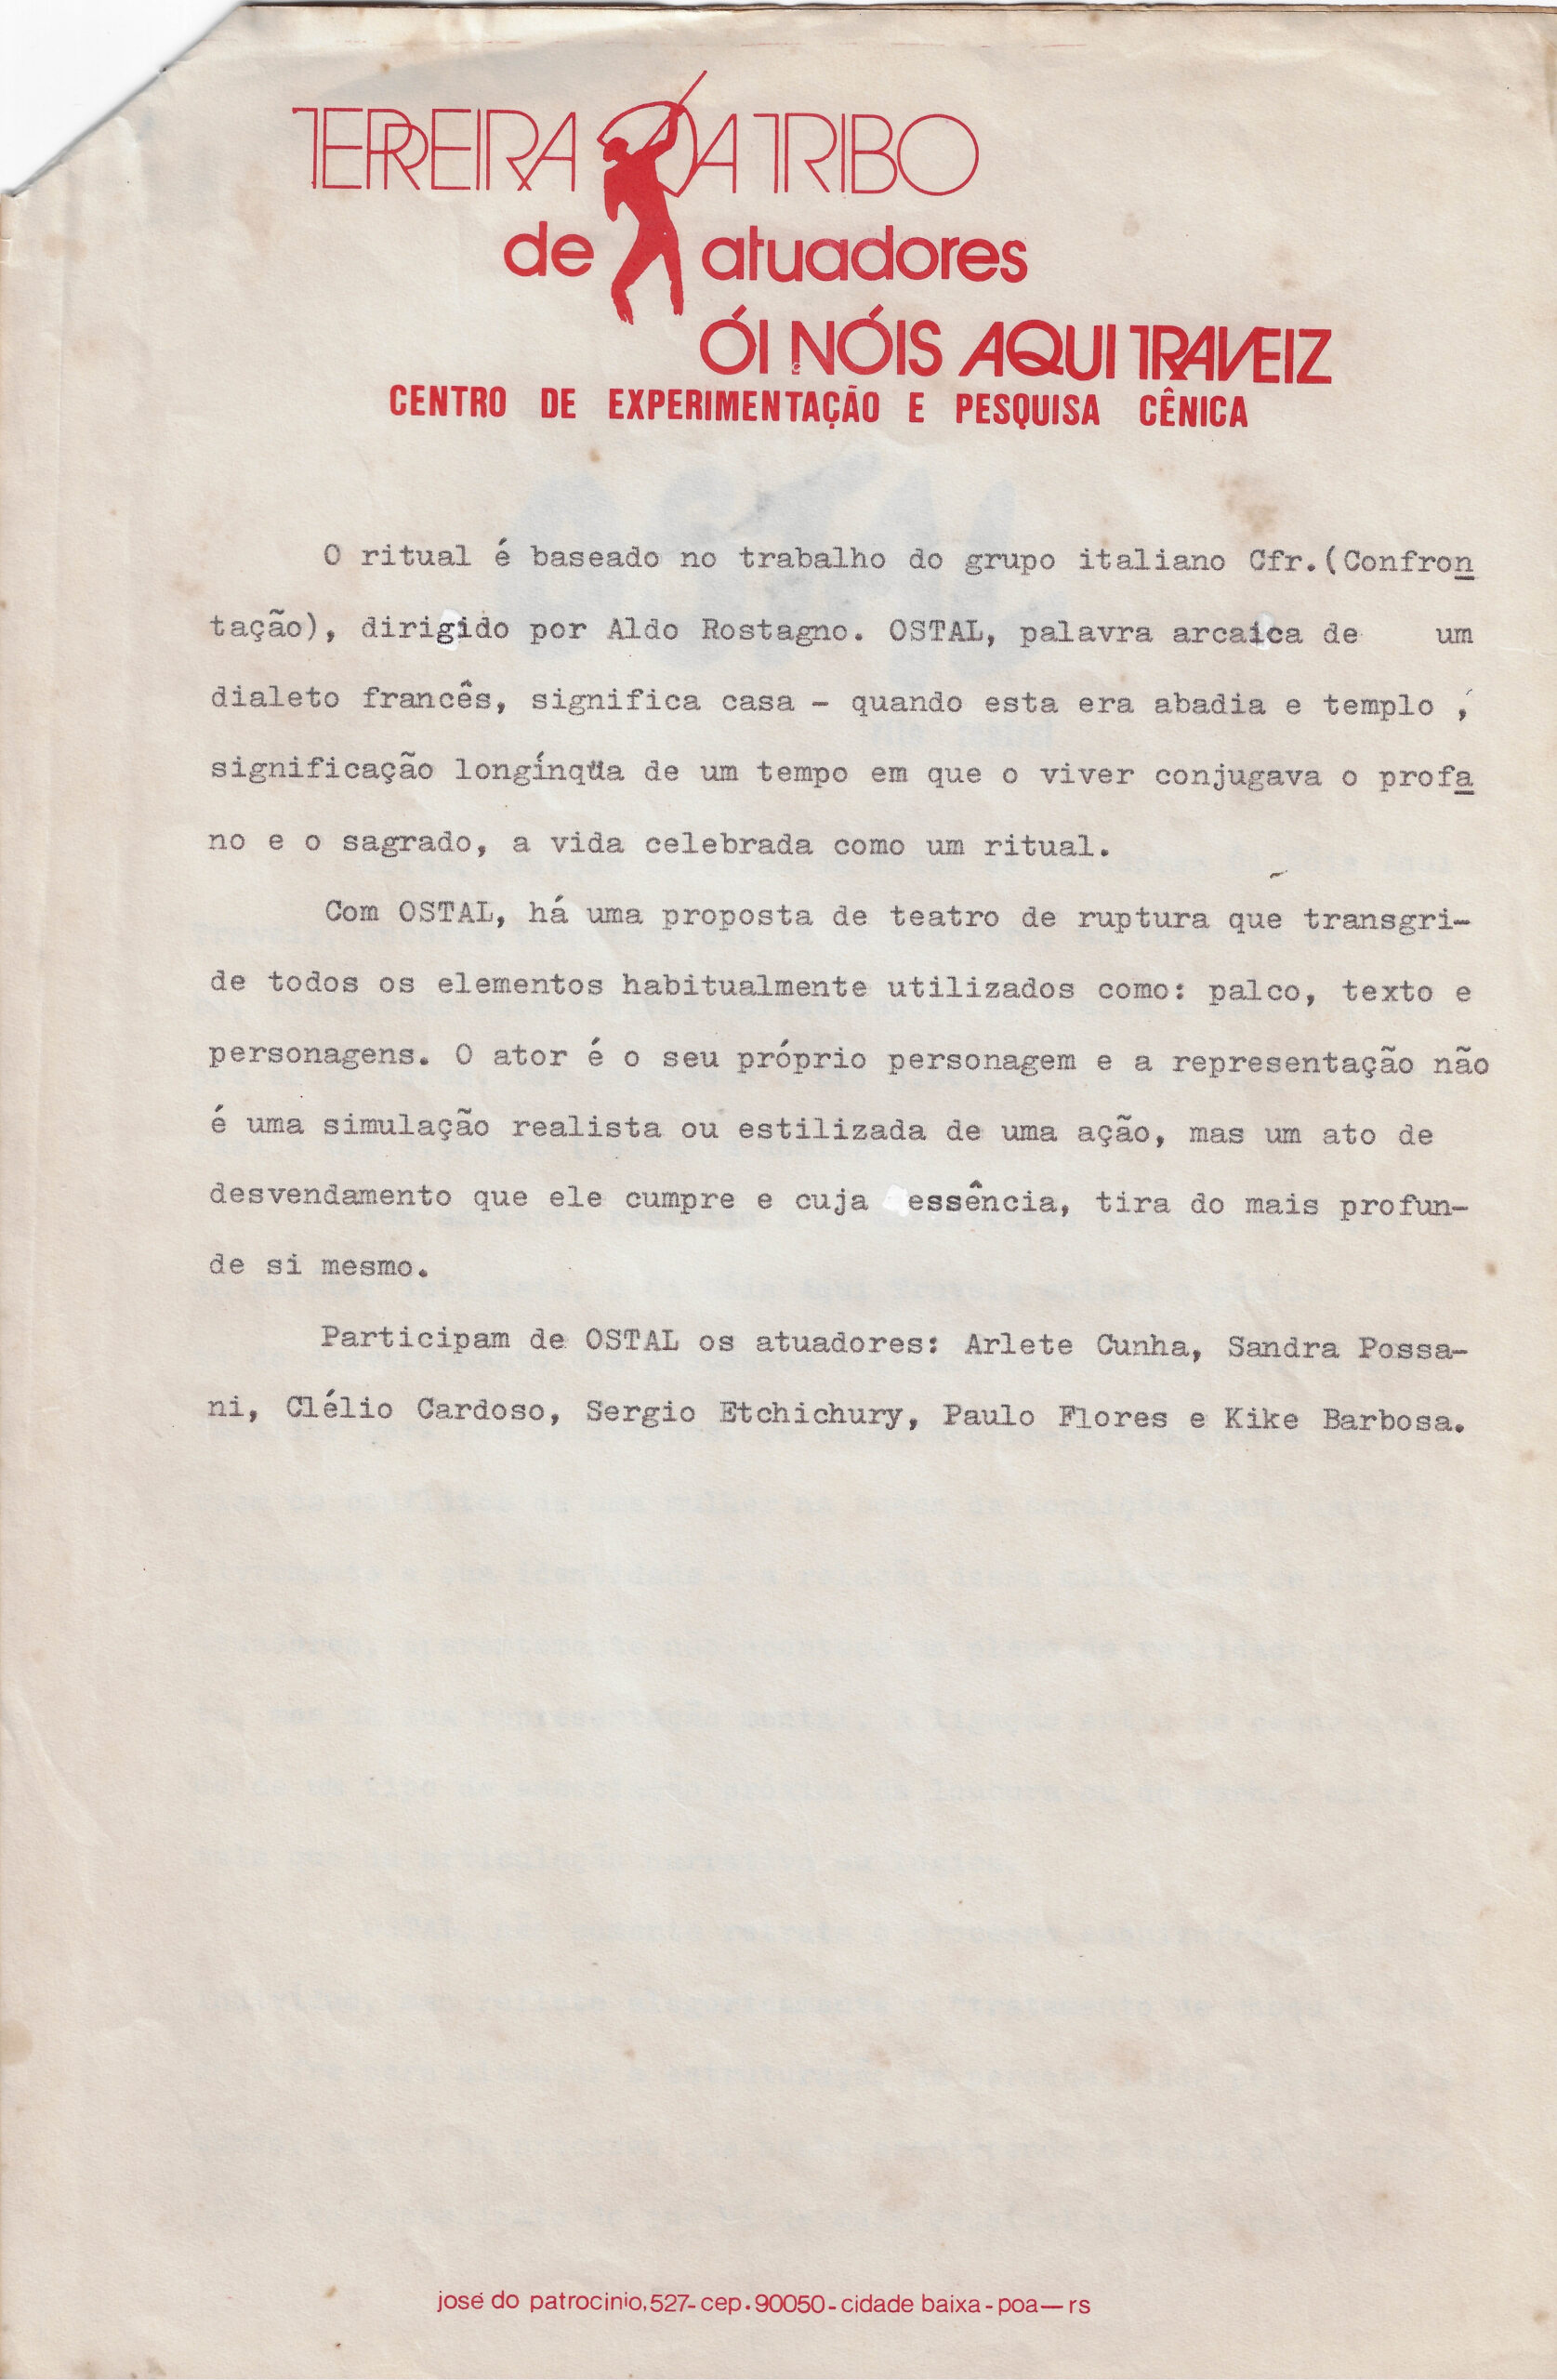 TERREIRA DA TRIBO
de atuadores
ÓI NÓIS AQUI TRAVEIZ
CENTRO DE EXPERIMENTAÇÃO E PESQUISA CÊNICA
O ritual é baseado no trabalho do grupo italiano Cfr.(Confron
tação), dirigido por Aldo Rostagno. OSTAL, palavra arcaica de um
dialeto francês, significa casa - quando esta era abadia e templo ,
significação longínqüa de um tempo em que o viver conjugava o profa
no e o sagrado, a vida celebrada como um ritual.
Com OSTAL, há uma proposta de teatro de ruptura que transgri-
de todos os elementos habitualmente utilizados como: palco, texto e
personagens. O ator é o seu próprio personagem e a representação não
é uma simulação realista ou estilizada de uma ação, mas um ato de
desvendamento que ele cumpre e cuja essência, tira do mais profun-
de si mesmo.
Participam de OSTAL os atuadores: Arlete Cunha, Sandra Possa-
ni, Clélio Cardoso, Sergio Etchichury, Paulo Flores e Kike Barbosa.
josé do patrocinio,527-cep.90050-cidade baixa-poa—rs